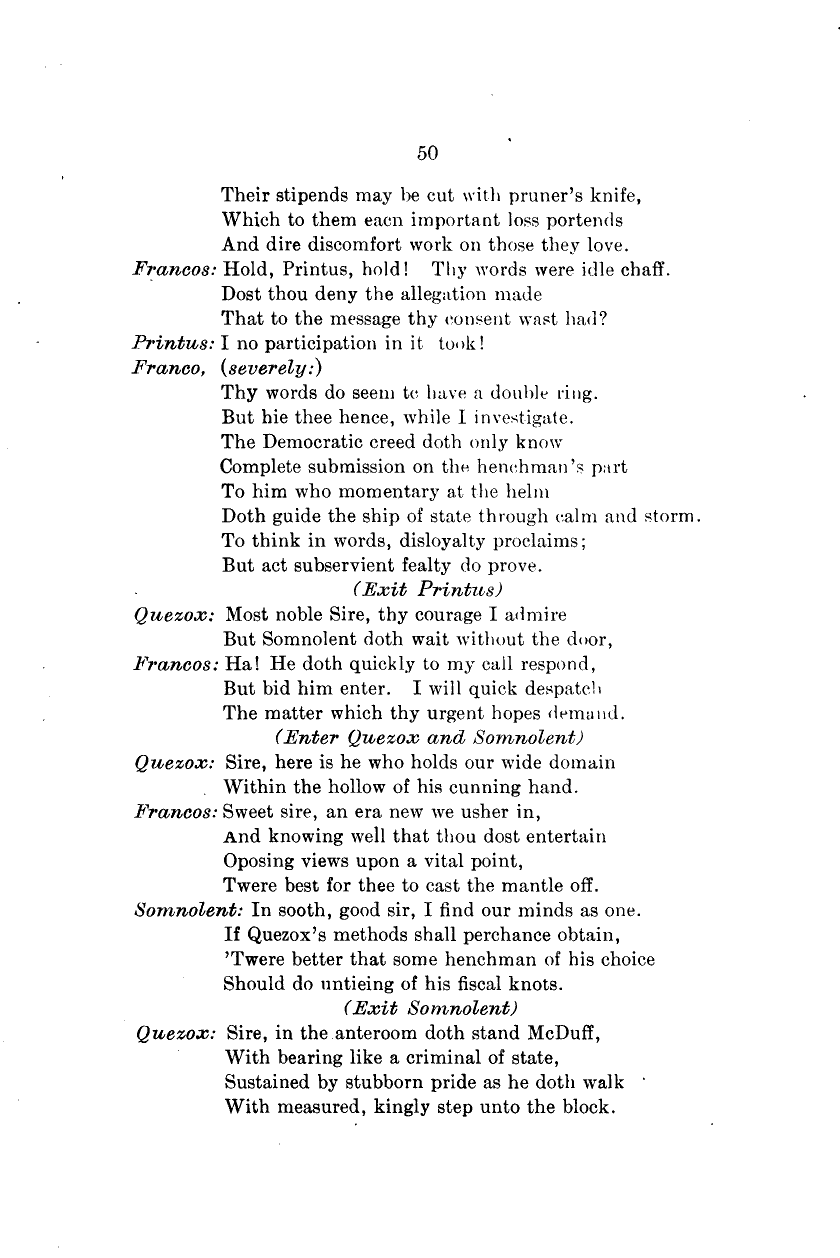 50
Their stipends may be cut with pruner's knife,
Which to them eacn important loss portends
And dire discomfort work on those they love.
Francos: Hold, Printus, hold! Thy words were idle chaff.
Dost thou deny the allegation made
That to the message thy consent wast had?
Printus: I no participation in it took!
Franco, (severely:)
Thy words do seem to have a double ring.
But hie thee hence, while I investigate.
The Democratic creed doth only know
Complete submission on the henchman's part
To him who momentary at the helm
Doth guide the ship of state through calm and storm.
To think in words, disloyalty proclaims;
But act subservient fealty do prove.
(Exit Printus)
Quezox: Most noble Sire, thy courage I admire
But Somnolent doth wait without the door,
Francos: Ha! He doth quickly to my call respond,
But bid him enter. I will quick despatch
The matter which thy urgent hopes demand.
(Enter Quezox and Somnolent)
Quezox: Sire, here is he who holds our wide domain
Within the hollow of his cunning hand.
Francos: Sweet sire, an era new we usher in,
And knowing well that thou dost entertain
Oposing views upon a vital point,
Twere best for thee to cast the mantle off.
Somnolent: In sooth, good sir, I find our minds as one.
If Quezox's methods shall perchance obtain,
'Twere better that some henchman of his choice
Should do untieing of his fiscal knots.
(Exit Somnolent)
Quezox: Sire, in the anteroom doth stand McDuff,
With bearing like a criminal of state,
Sustained by stubborn pride as he doth walk
With measured, kingly step unto the block.